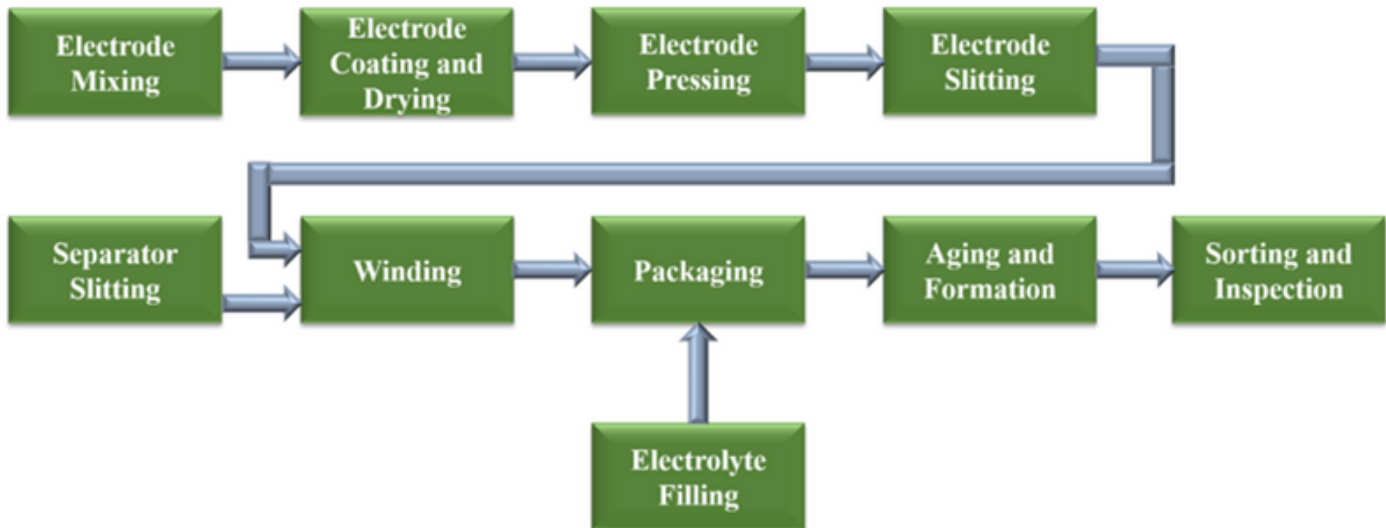 Electrode
Mixing
Electrode
Coating and
Drying
Electrode
Pressing
Electrode
Slitting
Separator
Slitting
Winding
Packaging
Aging and
Formation
Sorting and
Inspection
Electrolyte
Filling